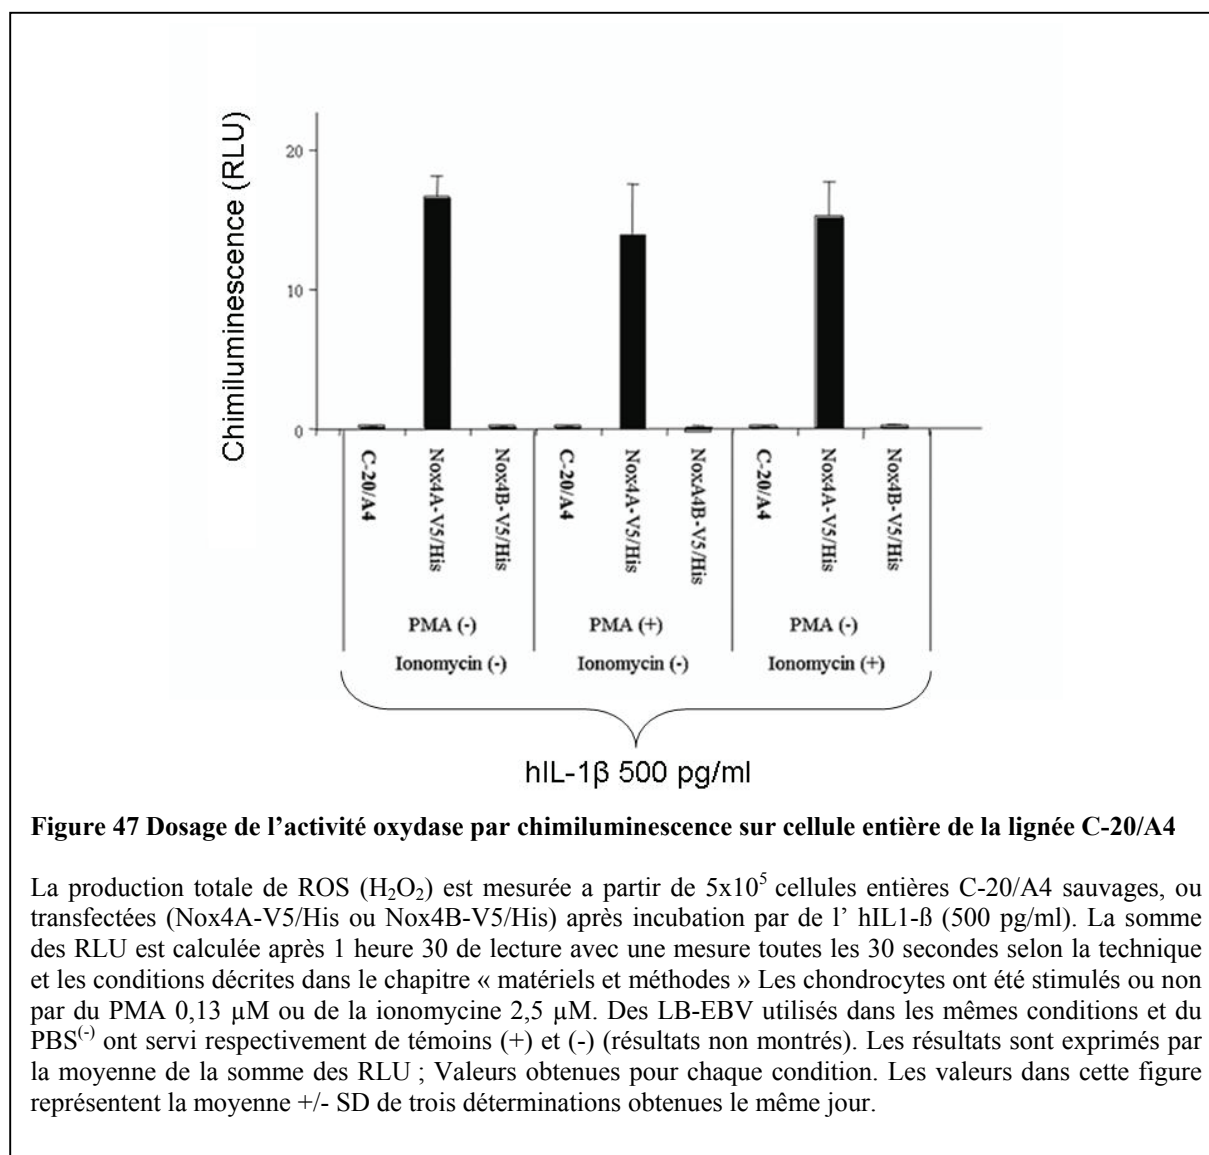 Chimiluminescence (RLU)
20
10
0
C-20/A4
Nox4A-V5/His
Nox4B-V5/His
C-20/A4
Nox4A-V5/His
NoxA4B-V5/His
C-20/A4
Nox4A-V5/His
Nox4B-V5/His
PMA (-) PMA (+) PMA (-)
Ionomycin (-) Ionomycin (-) Ionomycin (+)
hIL-1β 500 pg/ml
Figure 47 Dosage de l’activité oxydase par chimiluminescence sur cellule entière de la lignée C-20/A4
La production totale de ROS (H₂O₂) est mesurée a partir de 5x10⁵ cellules entières C-20/A4 sauvages, ou
transfectées (Nox4A-V5/His ou Nox4B-V5/His) après incubation par de l’ hIL1-ß (500 pg/ml). La somme
des RLU est calculée après 1 heure 30 de lecture avec une mesure toutes les 30 secondes selon la technique
et les conditions décrites dans le chapitre « matériels et méthodes » Les chondrocytes ont été stimulés ou non
par du PMA 0,13 µM ou de la ionomycine 2,5 µM. Des LB-EBV utilisés dans les mêmes conditions et du
PBS⁽⁻⁾ ont servi respectivement de témoins (+) et (-) (résultats non montrés). Les résultats sont exprimés par
la moyenne de la somme des RLU ; Valeurs obtenues pour chaque condition. Les valeurs dans cette figure
représentent la moyenne +/- SD de trois déterminations obtenues le même jour.